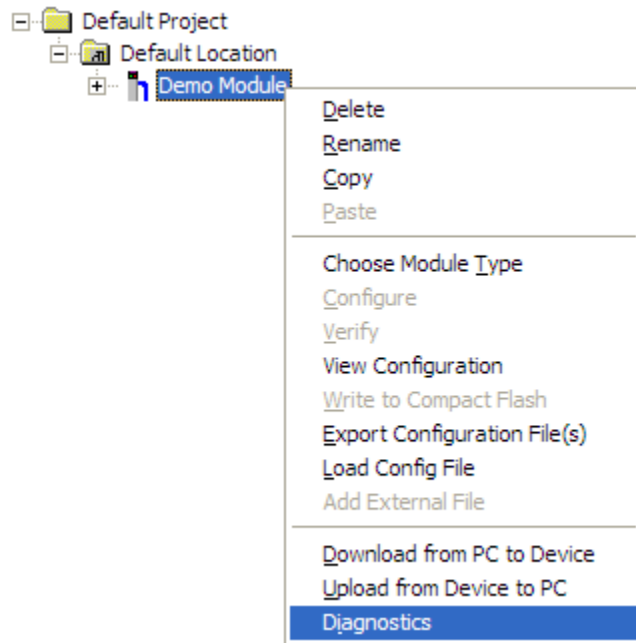 Default Project
Default Location
Demo Module
Delete
Rename
Copy
Paste
Choose Module Type
Configure
Verify
View Configuration
Write to Compact Flash
Export Configuration File(s)
Load Config File
Add External File
Download from PC to Device
Upload from Device to PC
Diagnostics